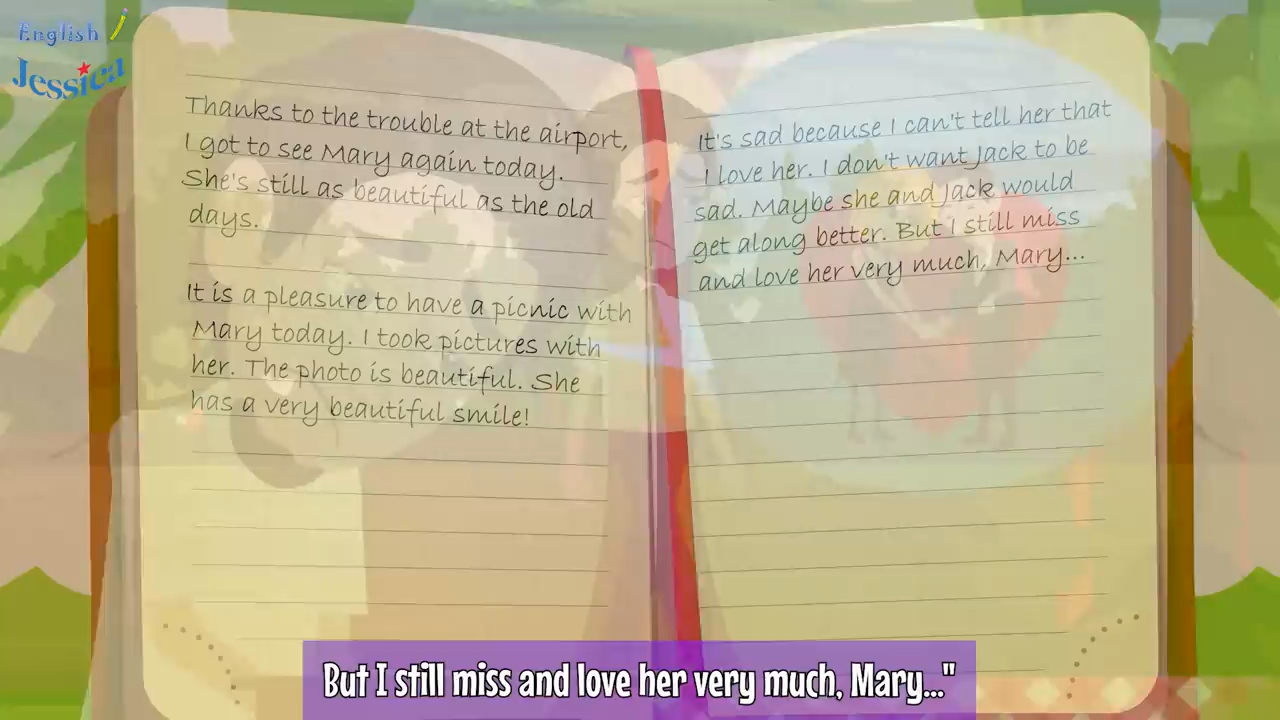 English
Jessica
Thanks to the trouble at the airport,
I got to see Mary again today.
She's still as beautiful as the old
days.
It is a pleasure to have a picnic with
Mary today. I took pictures with
her. The photo is beautiful. She
has a very beautiful smile!
It's sad because I can't tell her that
I love her. I don't want Jack to be
sad. Maybe she and Jack would
get along better. But I still miss
and love her very much, Mary...
But I still miss and love her very much, Mary..."